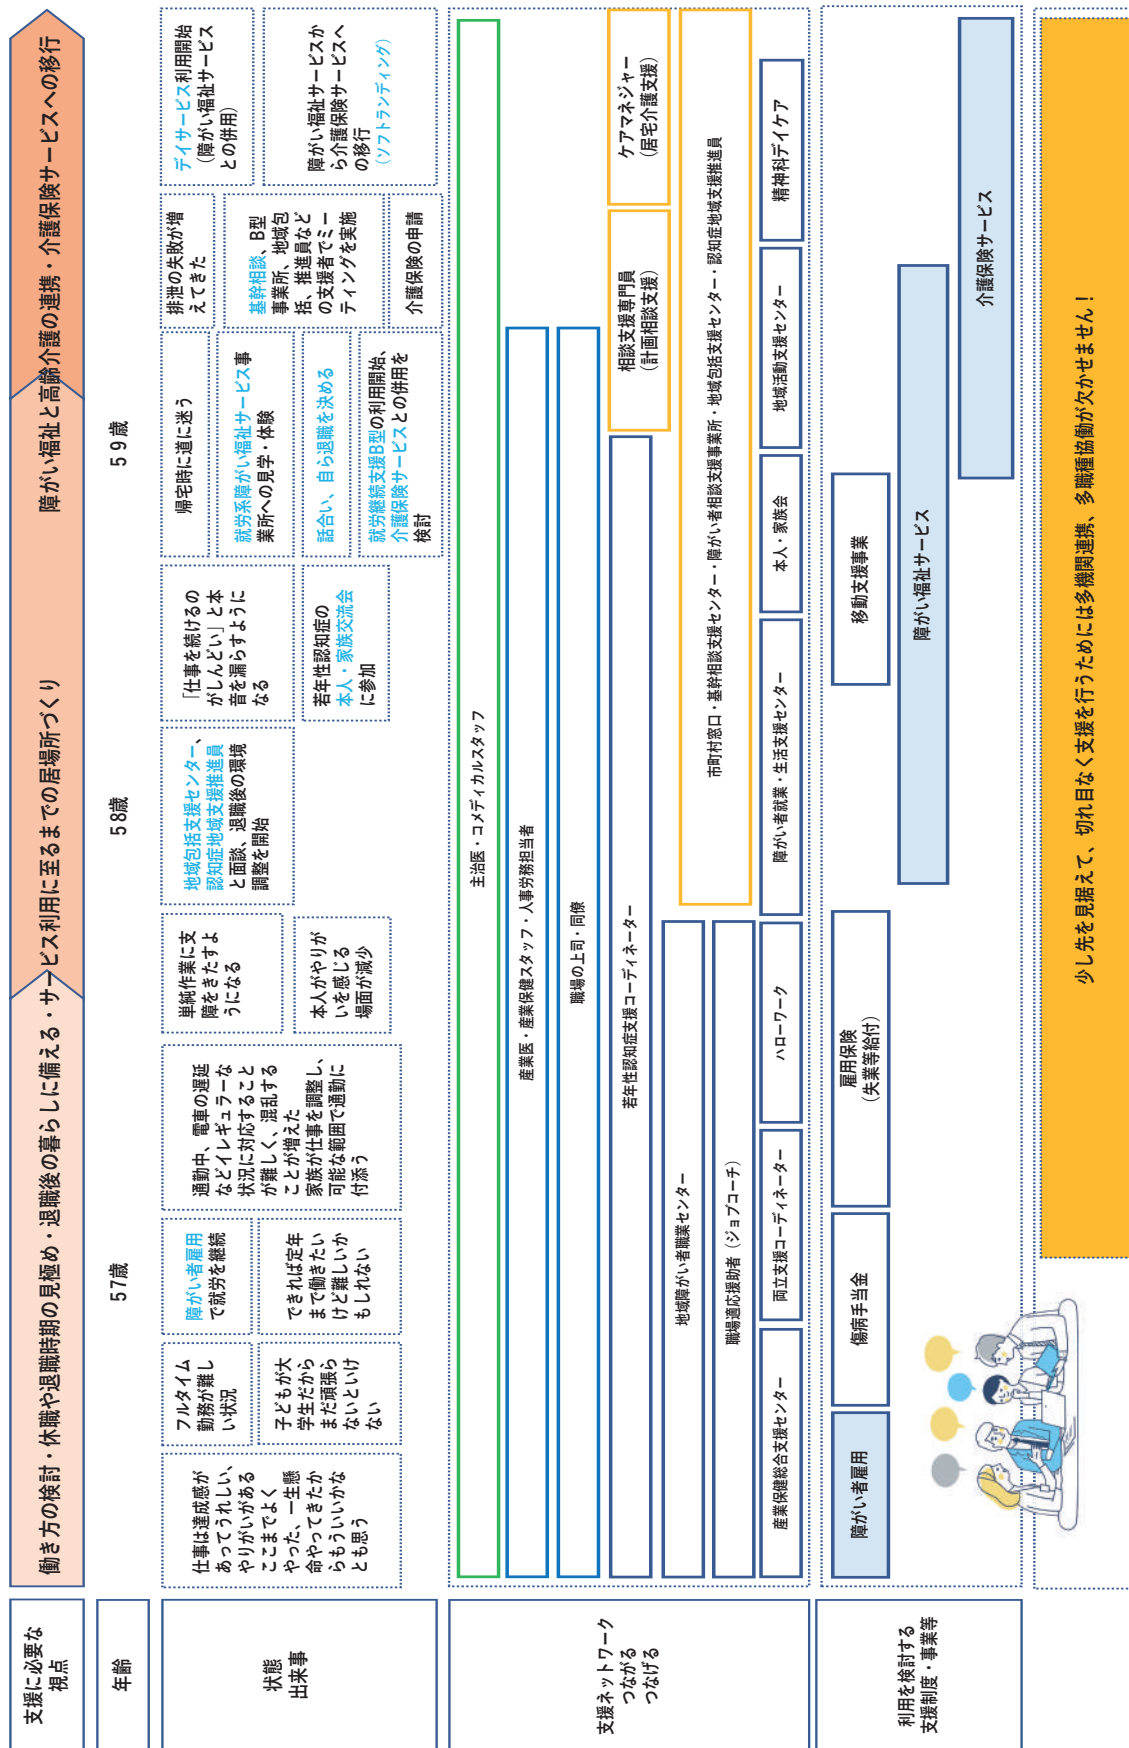 支援に必要な
視点
働き方の検討・休職や退職時期の見極め・退職後の暮らしに備える・サービス利用に至るまでの居場所づくり
障がい福祉と高齢介護の連携・介護保険サービスへの移行
年齢
57歳
58歳
59歳
状態
出来事
仕事は達成感が
あってうれしい、
やりがいがある
ここまでよく
やった、一生懸
命やってきたか
らもういいかな
とも思う
フルタイム
勤務が難し
い状況
子どもが大
学生だから
まだ頑張ら
ないといけ
ない
障がい者雇用
で就労を継続
できれば定年
まで働きたい
けど難しいか
もしれない
通勤中、電車の遅延
などイレギュラーな
状況に対応すること
が難しく、混乱する
ことが増えた
家族が仕事を調整し、
可能な範囲で通勤に
付添う
単純作業に支
障をきたすよ
うになる
本人がやりが
いを感じる
場面が減少
地域包括支援センター、
認知症地域支援推進員
と面談、退職後の環境
調整を開始
「仕事を続けるの
がしんどい」と本
音を漏らすように
なる
若年性認知症の
本人・家族交流会
に参加
帰宅時に道に迷う
就労系障がい福祉サービス事
業所への見学・体験
話合い、自ら退職を決める
就労継続支援B型の利用開始、
介護保険サービスとの併用を
検討
排泄の失敗が増
えてきた
基幹相談、B型
事業所、地域包
括、推進員など
の支援者でミー
ティングを実施
介護保険の申請
デイサービス利用開始
(障がい福祉サービス
との併用)
障がい福祉サービスか
ら介護保険サービスへ
の移行
(ソフトランディング)
支援ネットワーク
つながる
つなげる
主治医・コメディカルスタッフ
産業医・産業保健スタッフ・人事労務担当者
職場の上司・同僚
若年性認知症支援コーディネーター
相談支援専門員
(計画相談支援)
ケアマネジャー
(居宅介護支援)
地域障がい者職業センター
市町村窓口・基幹相談支援センター・障がい者相談支援事業所・地域包括支援センター・認知症地域支援推進員
職場適応援助者(ジョブコーチ)
産業保健総合支援センター
両立支援コーディネーター
ハローワーク
障がい者就業・生活支援センター
本人・家族会
地域活動支援センター
精神科デイケア
利用を検討する
支援制度・事業等
障がい者雇用
傷病手当金
雇用保険
(失業等給付)
移動支援事業
障がい福祉サービス
介護保険サービス
少し先を見据えて、切れ目なく支援を行うためには多機関連携、多職種協働が欠かせません!